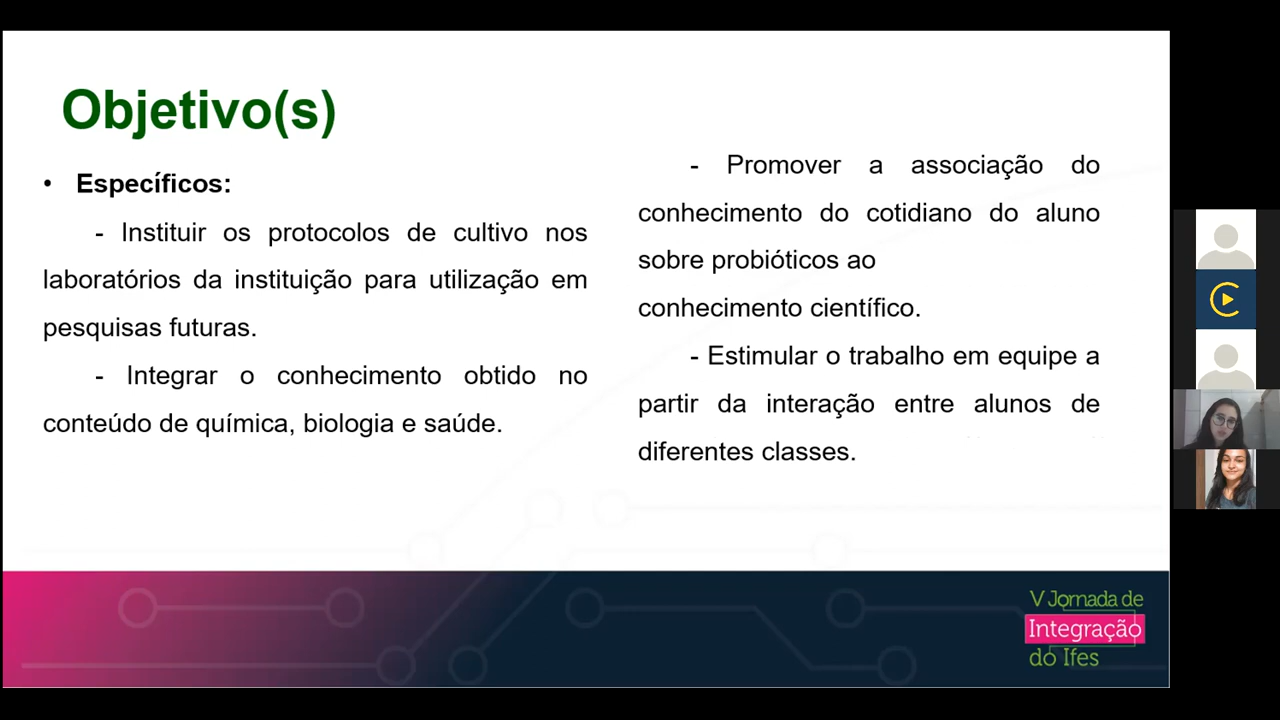 Objetivo(s)
• Específicos:
- Instituir os protocolos de cultivo nos
laboratórios da instituição para utilização em
pesquisas futuras.
- Integrar o conhecimento obtido no
conteúdo de química, biologia e saúde.
- Promover a associação do
conhecimento do cotidiano do aluno
sobre probióticos ao
conhecimento científico.
- Estimular o trabalho em equipe a
partir da interação entre alunos de
diferentes classes.
V Jornada de
Integração
do Ifes